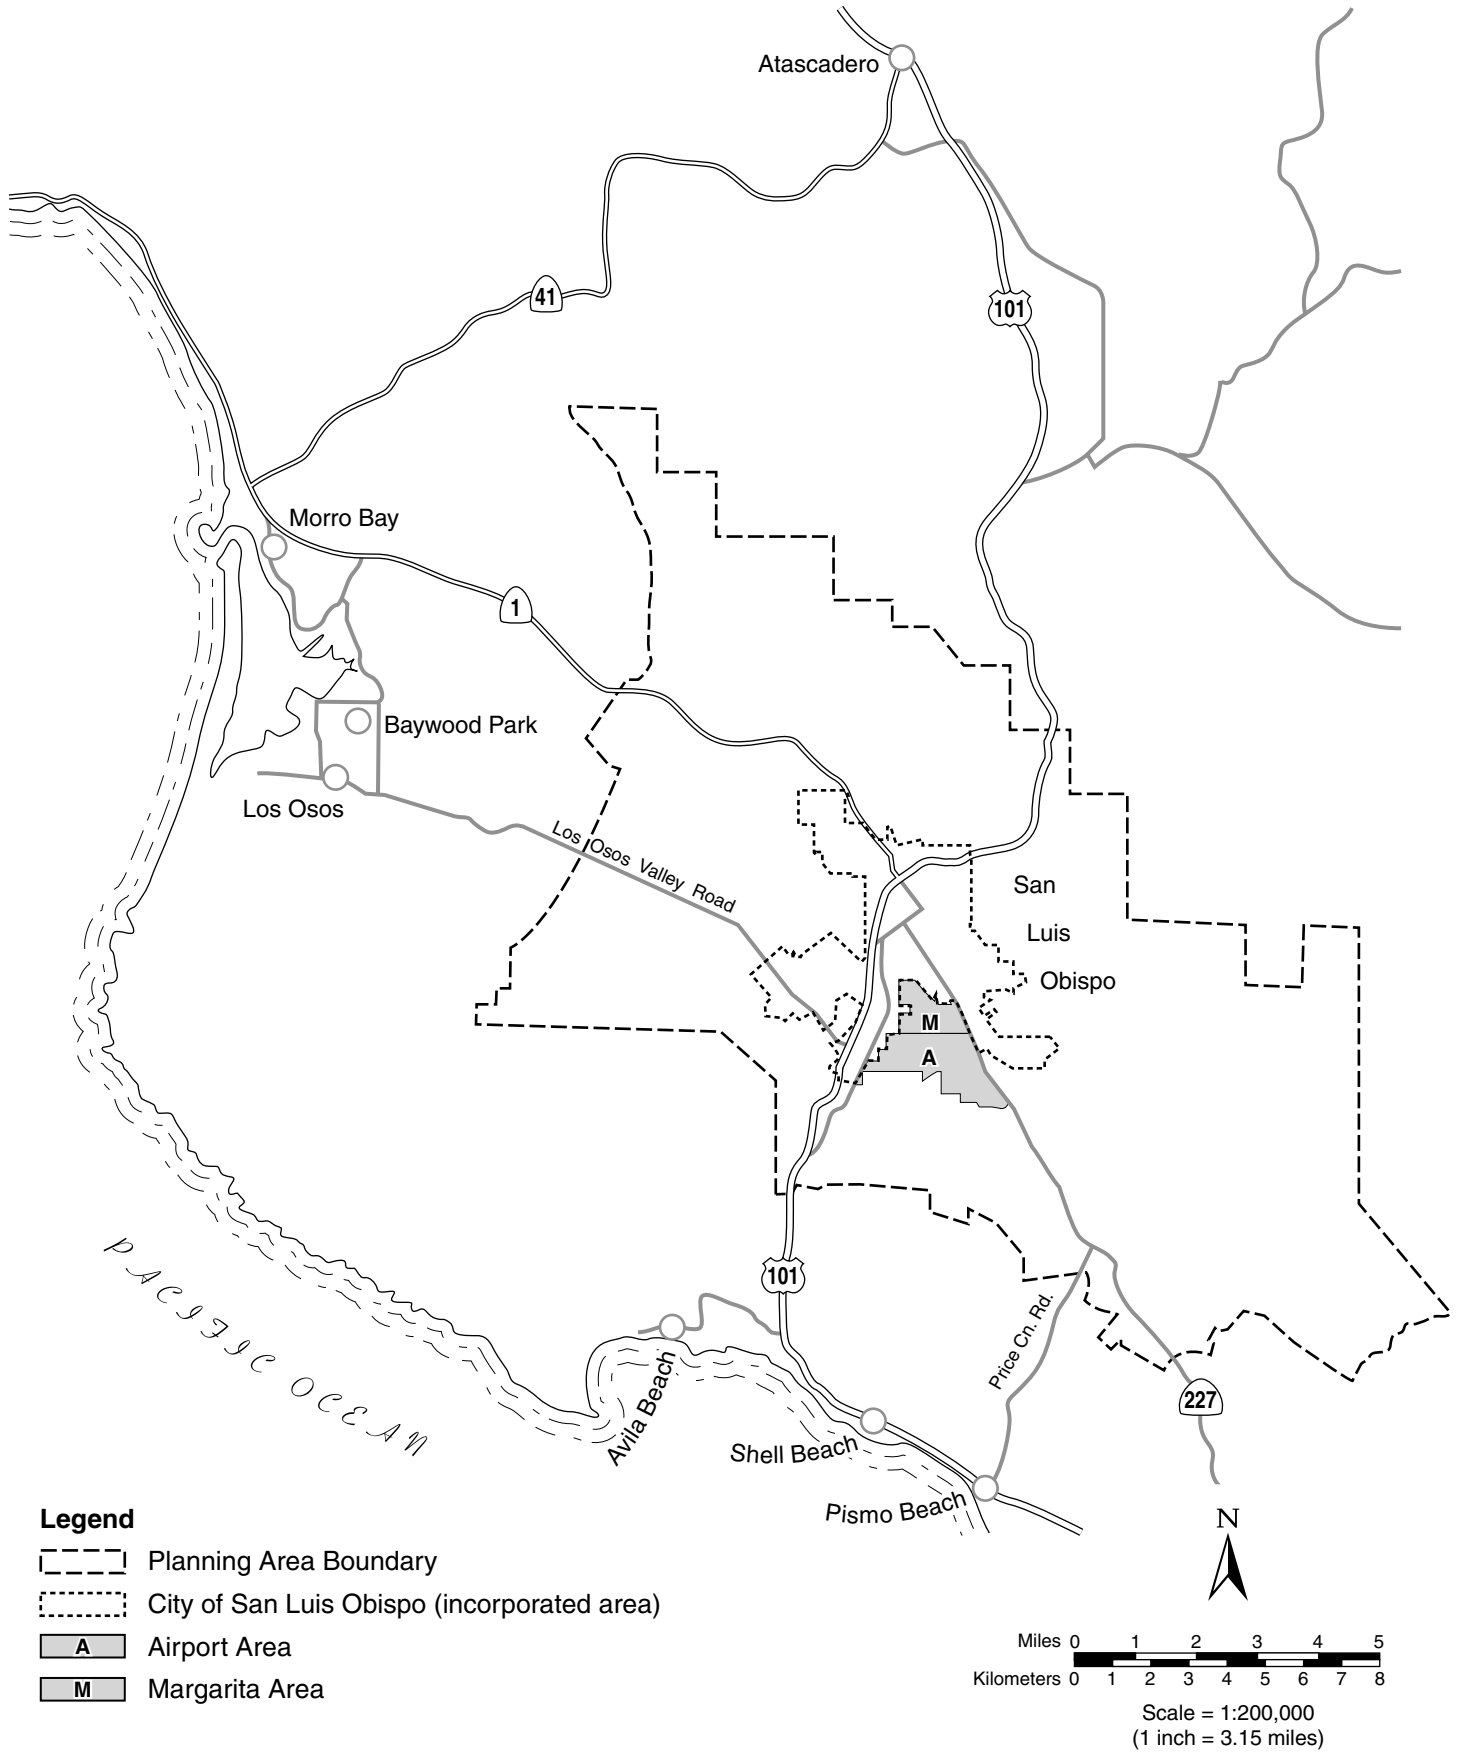 Atascadero
41
101
Morro Bay
1
Baywood Park
Los Osos
Los Osos Valley Road
San
Luis
Obispo
M
A
PACIFIC OCEAN
101
Price Cn. Rd.
Avila Beach
227
Shell Beach
Pismo Beach
Legend
Planning Area Boundary
City of San Luis Obispo (incorporated area)
A Airport Area
M Margarita Area
N
Miles 0 1 2 3 4 5
Kilometers 0 1 2 3 4 5 6 7 8
Scale = 1:200,000
(1 inch = 3.15 miles)